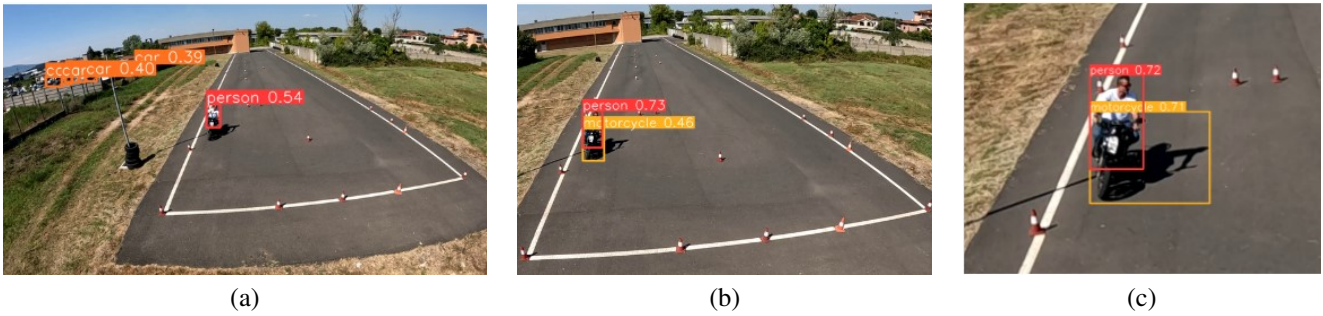 car 0.39
cccarcar 0.40
person 0.54
person 0.73
motorcycle 0.46
person 0.72
motorcycle 0.71
(a)
(b)
(c)